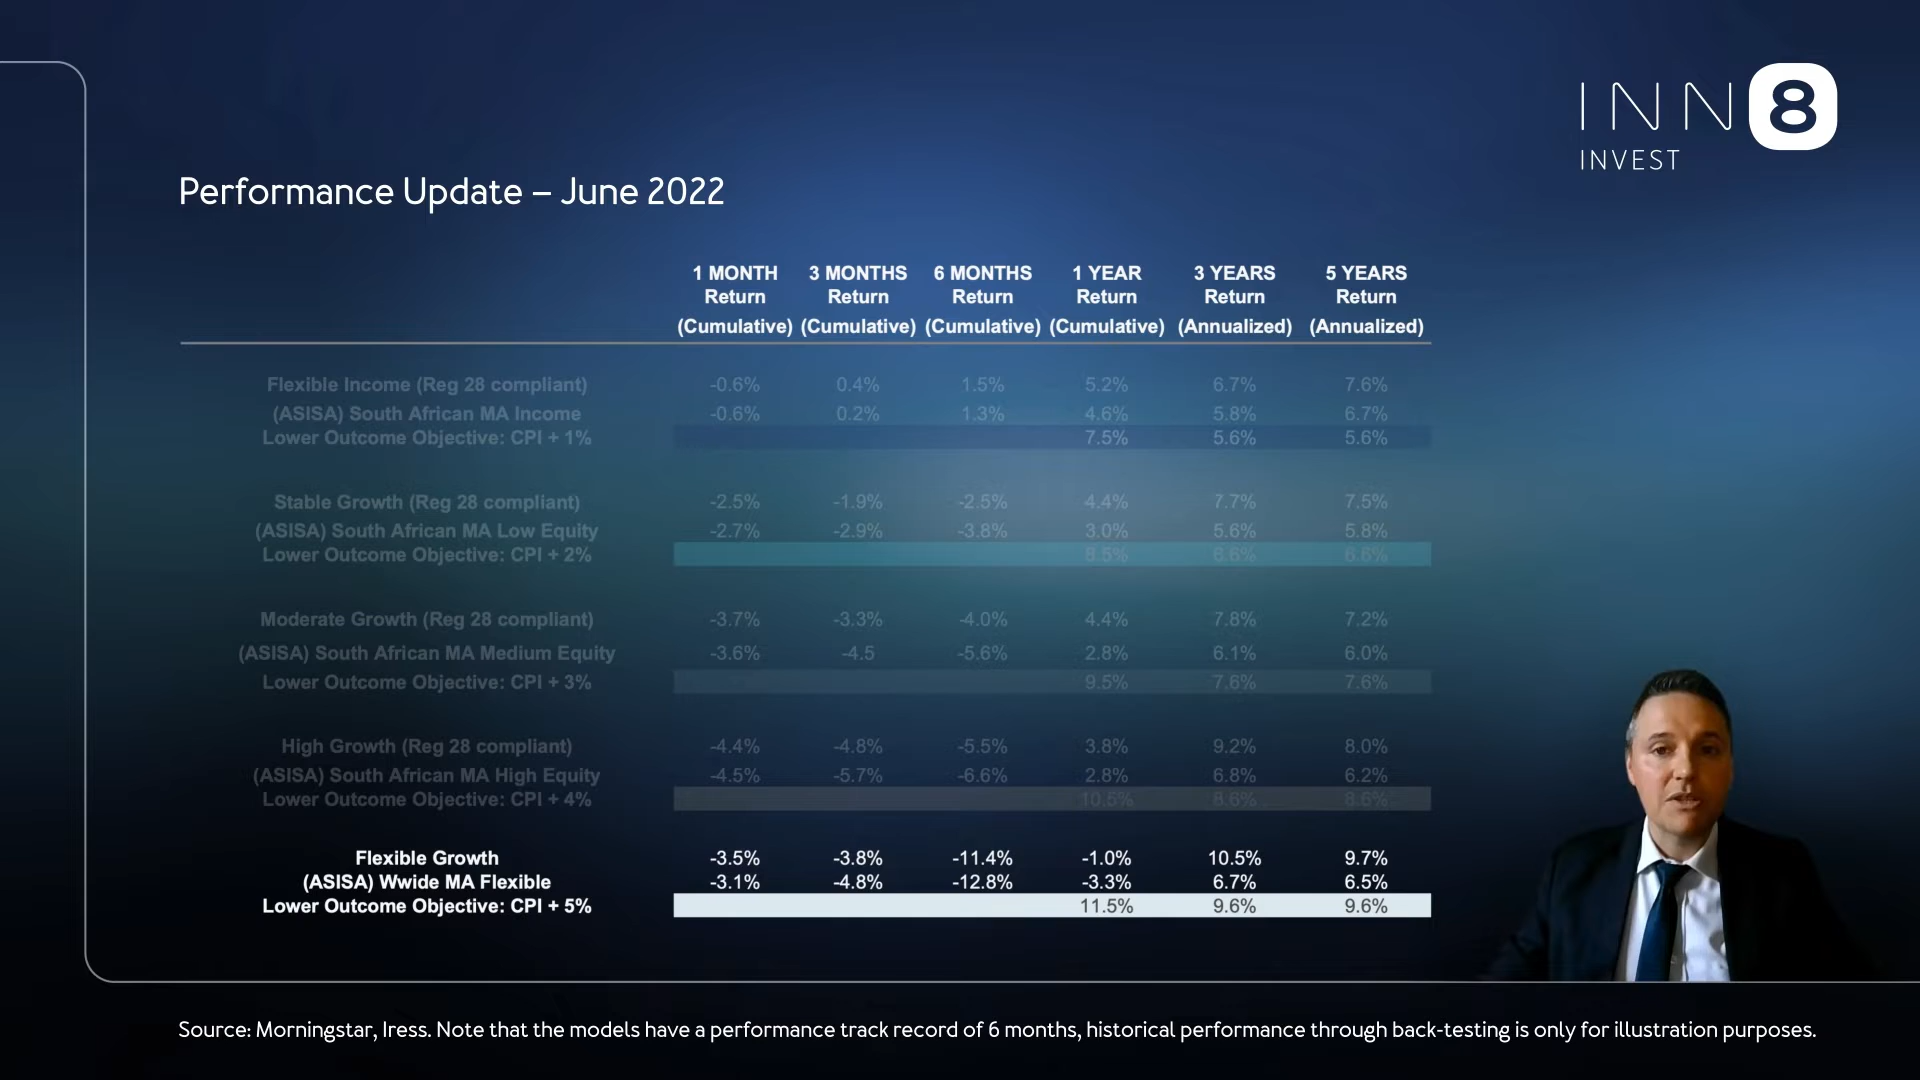 INN8
INVEST
Performance Update – June 2022
1 MONTH 3 MONTHS 6 MONTHS 1 YEAR 3 YEARS 5 YEARS
Return Return Return Return Return Return
(Cumulative) (Cumulative) (Cumulative) (Cumulative) (Annualized) (Annualized)
Flexible Income (Reg 28 compliant) -0.6% 0.4% 1.5% 5.2% 6.7% 7.6%
(ASISA) South African MA Income -0.6% 0.2% 1.3% 4.6% 5.8% 6.7%
Lower Outcome Objective: CPI + 1% 7.5% 5.6% 5.6%
Stable Growth (Reg 28 compliant) -2.5% -1.9% -2.5% 4.4% 7.7% 7.5%
(ASISA) South African MA Low Equity -2.7% -2.9% -3.8% 3.0% 5.6% 5.8%
Lower Outcome Objective: CPI + 2% 8.5% 6.6% 6.6%
Moderate Growth (Reg 28 compliant) -3.7% -3.3% -4.0% 4.4% 7.8% 7.2%
(ASISA) South African MA Medium Equity -3.6% -4.5 -5.6% 2.8% 6.1% 6.0%
Lower Outcome Objective: CPI + 3% 9.5% 7.6% 7.6%
High Growth (Reg 28 compliant) -4.4% -4.8% -5.5% 3.8% 9.2% 8.0%
(ASISA) South African MA High Equity -4.5% -5.7% -6.6% 2.8% 6.8% 6.2%
Lower Outcome Objective: CPI + 4% 10.5% 8.6% 8.6%
Flexible Growth -3.5% -3.8% -11.4% -1.0% 10.5% 9.7%
(ASISA) Wwide MA Flexible -3.1% -4.8% -12.8% -3.3% 6.7% 6.5%
Lower Outcome Objective: CPI + 5% 11.5% 9.6% 9.6%
Source: Morningstar, Iress. Note that the models have a performance track record of 6 months, historical performance through back-testing is only for illustration purposes.